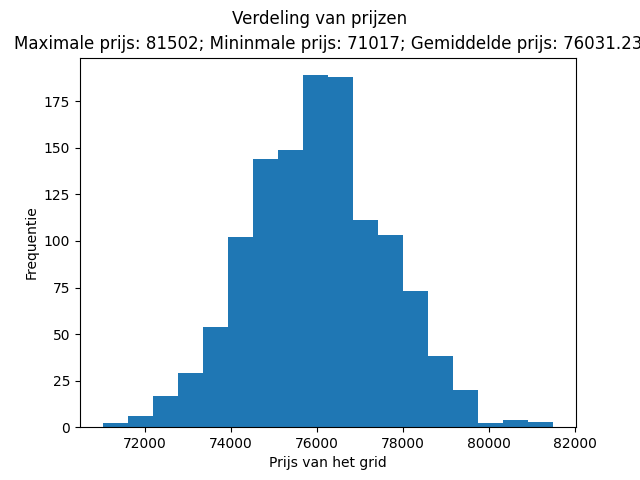 Verdeling van prijzen
Maximale prijs: 81502; Mininmale prijs: 71017; Gemiddelde prijs: 76031.23
175
150
125
100
75
50
25
0
Frequentie
72000 74000 76000 78000 80000 82000
Prijs van het grid